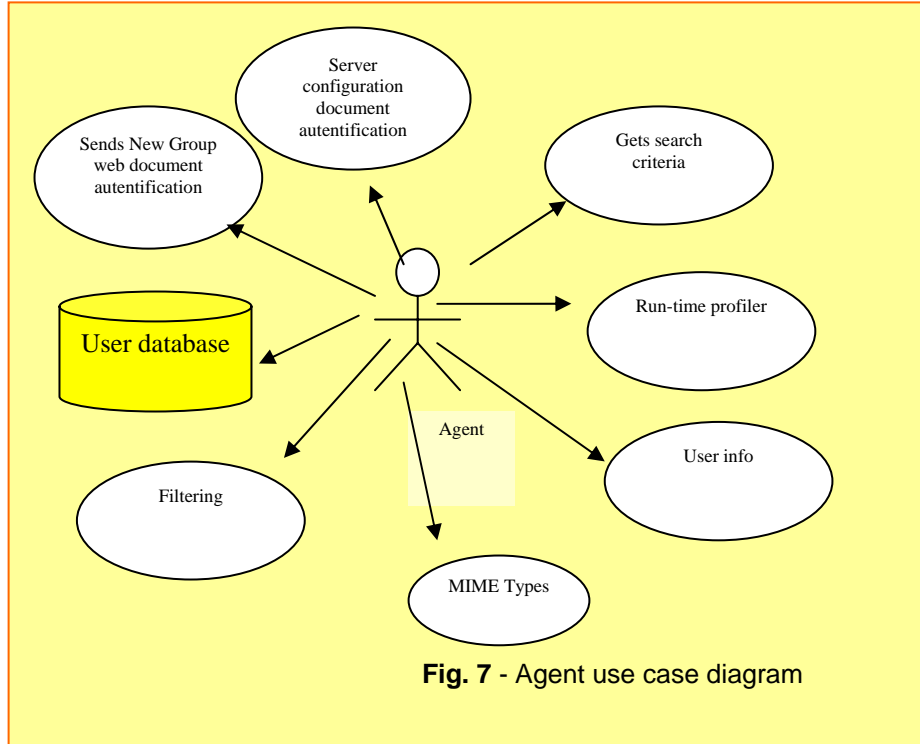 Server
configuration
document
autentification
Sends New Group
web document
autentification
Gets search
criteria
User database
Run-time profiler
Agent
User info
Filtering
MIME Types
Fig. 7 - Agent use case diagram